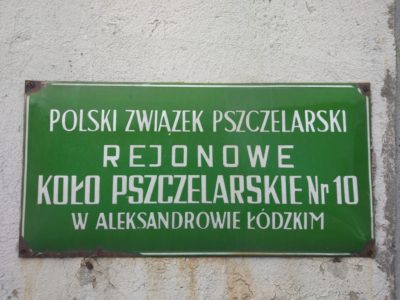 POLSKI ZWIĄZEK PSZCZELARSKI
REJONOWE
KOŁO PSZCZELARSKIE Nr 10
W ALEKSANDROWIE ŁÓDZKIM